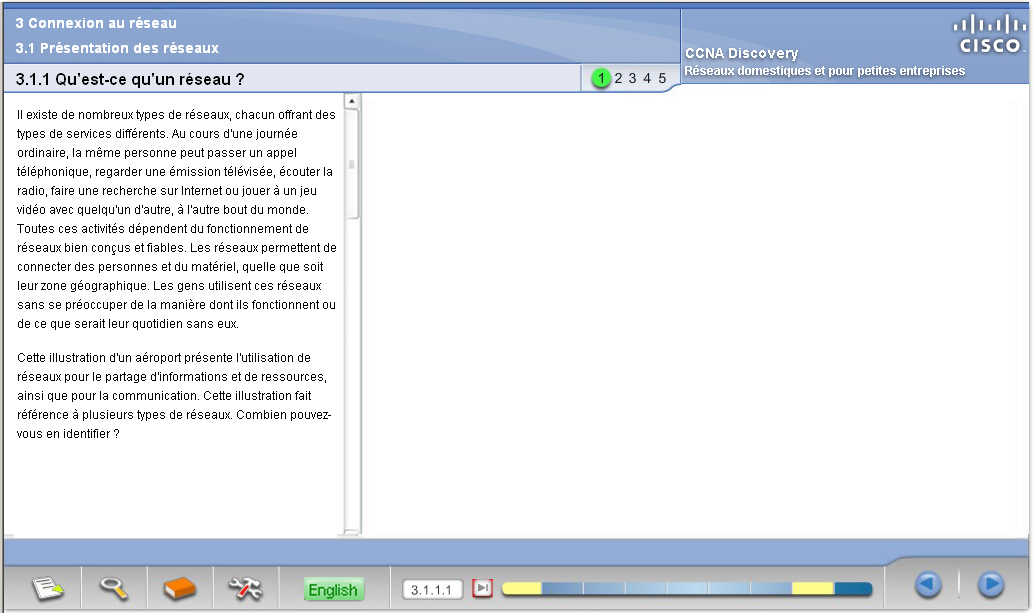 3 Connexion au réseau
3.1 Présentation des réseaux
CISCO
CCNA Discovery
Réseaux domestiques et pour petites entreprises
3.1.1 Qu'est-ce qu'un réseau ?
1 2 3 4 5
Il existe de nombreux types de réseaux, chacun offrant des
types de services différents. Au cours d'une journée
ordinaire, la même personne peut passer un appel
téléphonique, regarder une émission télévisée, écouter la
radio, faire une recherche sur Internet ou jouer à un jeu
vidéo avec quelqu'un d'autre, à l'autre bout du monde.
Toutes ces activités dépendent du fonctionnement de
réseaux bien conçus et fiables. Les réseaux permettent de
connecter des personnes et du matériel, quelle que soit
leur zone géographique. Les gens utilisent ces réseaux
sans se préoccuper de la manière dont ils fonctionnent ou
de ce que serait leur quotidien sans eux.
Cette illustration d'un aéroport présente l'utilisation de
réseaux pour le partage d'informations et de ressources,
ainsi que pour la communication. Cette illustration fait
référence à plusieurs types de réseaux. Combien pouvez-
vous en identifier ?
English
3.1.1.1